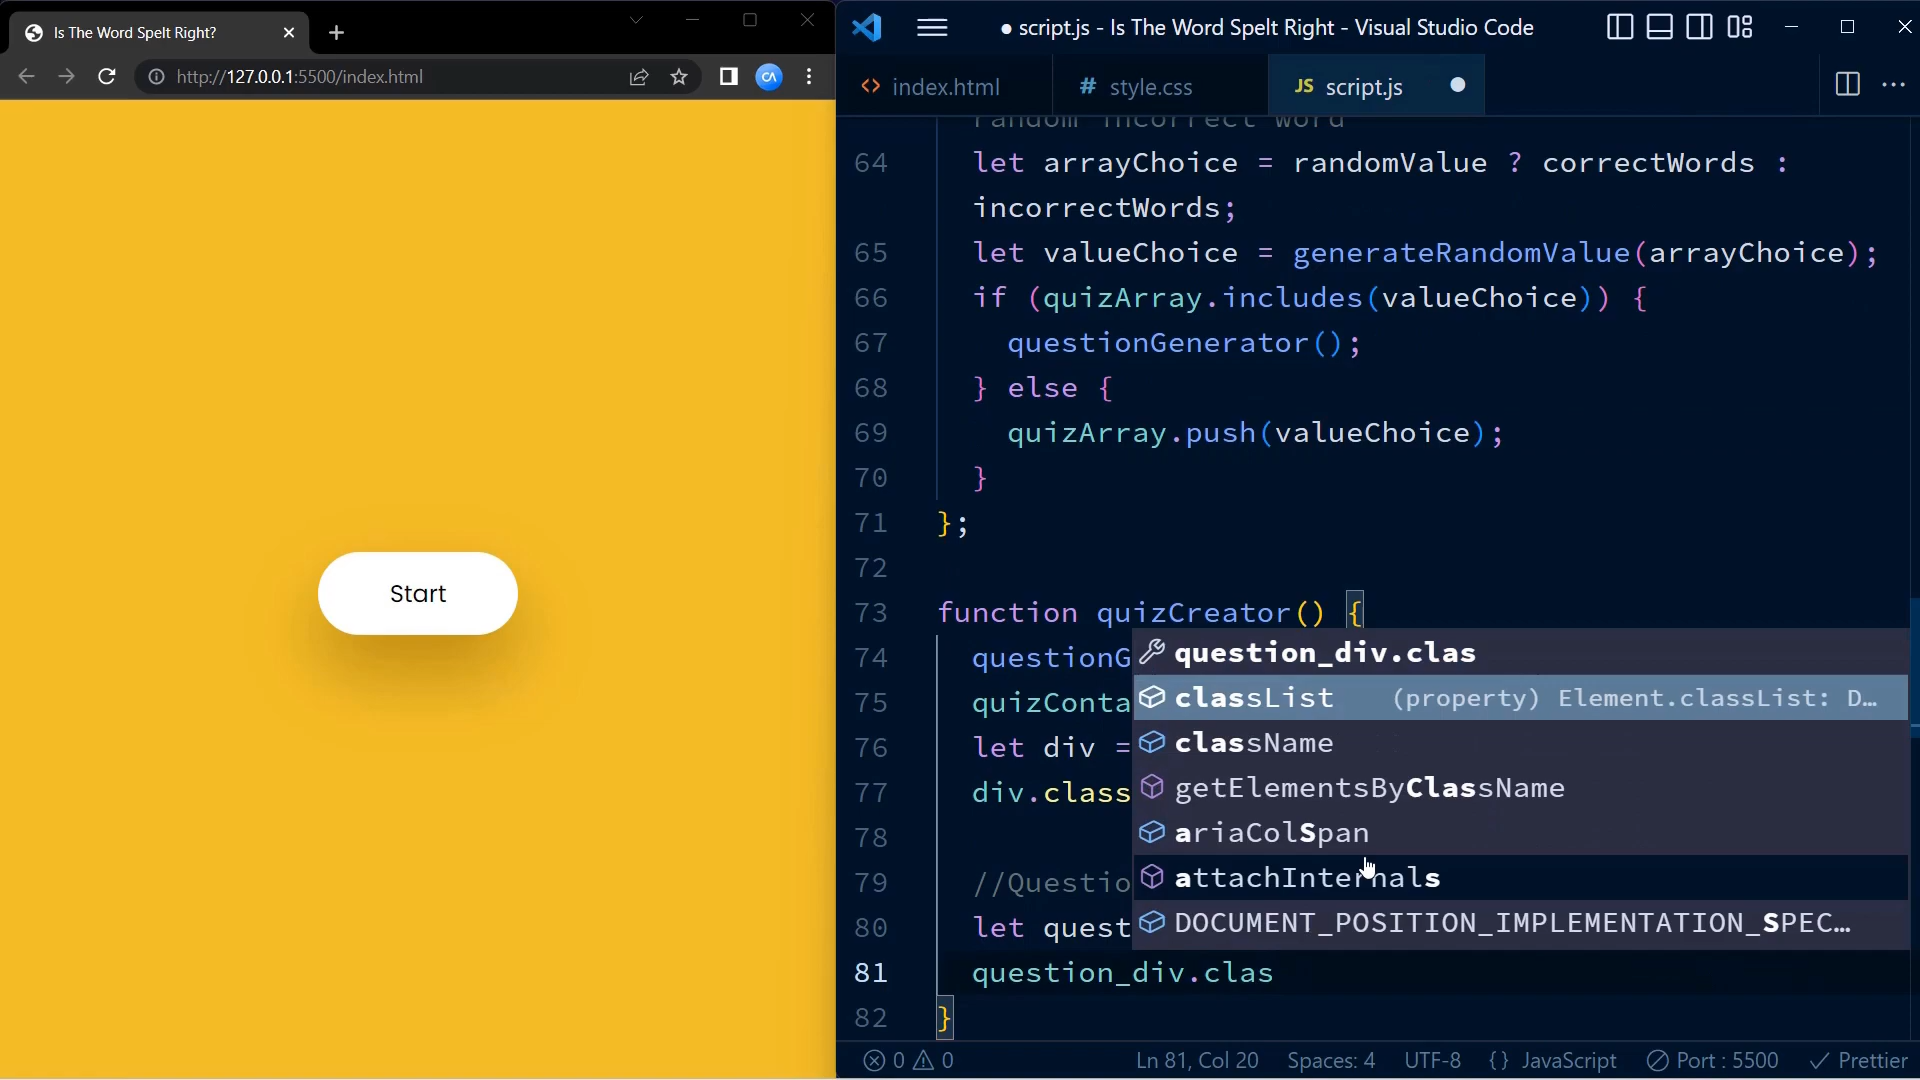 Is The Word Spelt Right?
http://127.0.0.1:5500/index.html
CA
Start
script.js - Is The Word Spelt Right - Visual Studio Code
<> index.html
# style.css
JS script.js
random incorrect word
64 let arrayChoice = randomValue ? correctWords :
incorrectWords;
65 let valueChoice = generateRandomValue(arrayChoice);
66 if (quizArray.includes(valueChoice)) {
67 questionGenerator();
68 } else {
69 quizArray.push(valueChoice);
70 }
71 };
72
73 function quizCreator() {
74 questionG
75 quizConta
76 let div =
77 div.class
78
79 //Questio
80 let quest
81 question_div.clas
82 }
question_div.clas
classList (property) Element.classList: D…
className
getElementsByClassName
ariaColSpan
attachInternals
DOCUMENT_POSITION_IMPLEMENTATION_SPEC…
0 0 Ln 81, Col 20 Spaces: 4 UTF-8 {} JavaScript Port : 5500 Prettier